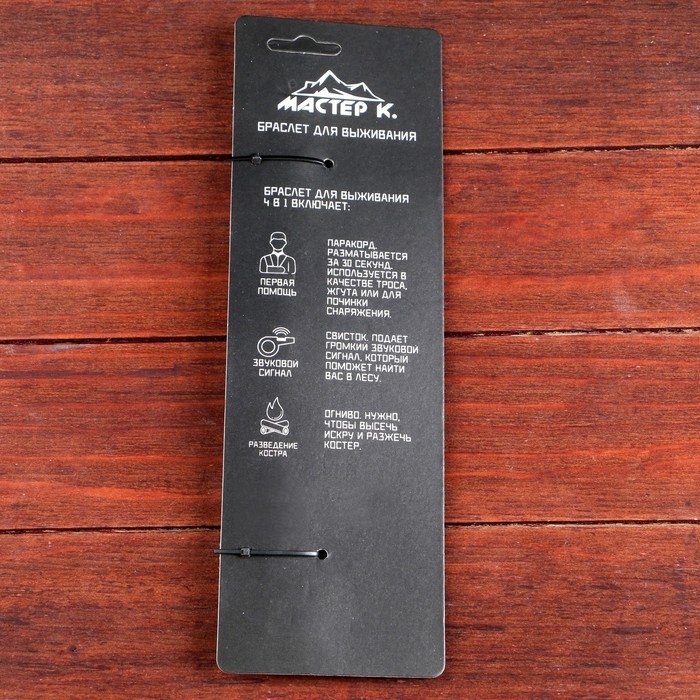 МАСТЕР К.
БРАСЛЕТ ДЛЯ ВЫЖИВАНИЯ
БРАСЛЕТ ДЛЯ ВЫЖИВАНИЯ
4 В 1 ВКЛЮЧАЕТ:
ПЕРВАЯ
ПОМОЩЬ
ПАРАКОРД.
РАЗМАТЫВАЕТСЯ
ЗА 30 СЕКУНД.
ИСПОЛЬЗУЕТСЯ В
КАЧЕСТВЕ ТРОСА,
ЖГУТА ИЛИ ДЛЯ
ПОЧИНКИ
СНАРЯЖЕНИЯ.
ЗВУКОВОЙ
СИГНАЛ
СВИСТОК. ПОДАЕТ
ГРОМКИЙ ЗВУКОВОЙ
СИГНАЛ, КОТОРЫЙ
ПОМОЖЕТ НАЙТИ
ВАС В ЛЕСУ.
РАЗВЕДЕНИЕ
КОСТРА
ОГНИВО. НУЖНО,
ЧТОБЫ ВЫСЕЧЬ
ИСКРУ И РАЗЖЕЧЬ
КОСТЕР.